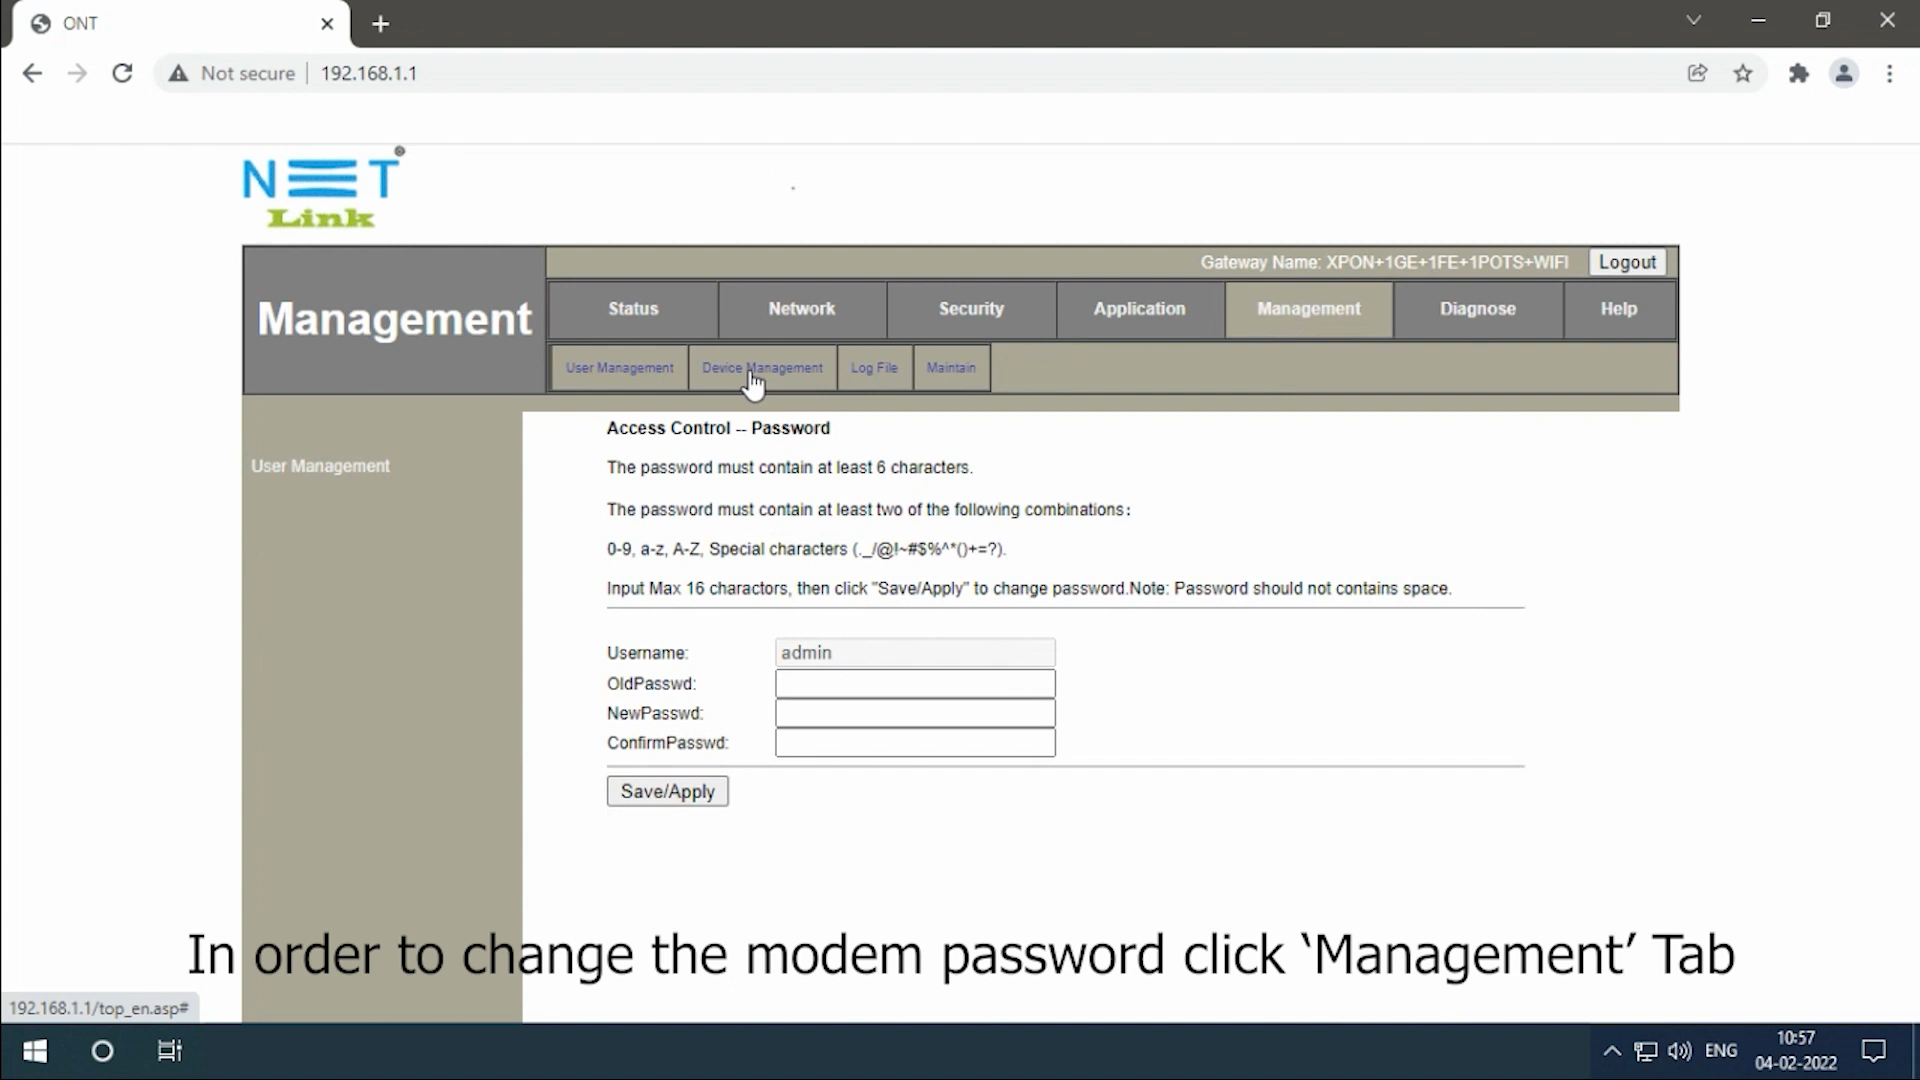 ONT
Not secure
192.168.1.1
NET
Link
Gateway Name: XPON+1GE+1FE+1POTS+WIFI
Logout
Management
Status
Network
Security
Application
Management
Diagnose
Help
User Management
Device Management
Log File
Maintain
User Management
Access Control -- Password
The password must contain at least 6 characters.
The password must contain at least two of the following combinations:
0-9, a-z, A-Z, Special characters (._/@!~#$%^*()+=?).
Input Max 16 charactors, then click "Save/Apply" to change password.Note: Password should not contains space.
Username:
admin
OldPasswd:
NewPasswd:
ConfirmPasswd:
Save/Apply
In order to change the modem password click ‘Management’ Tab
192.168.1.1/top_en.asp#
ENG
10:57
04-02-2022